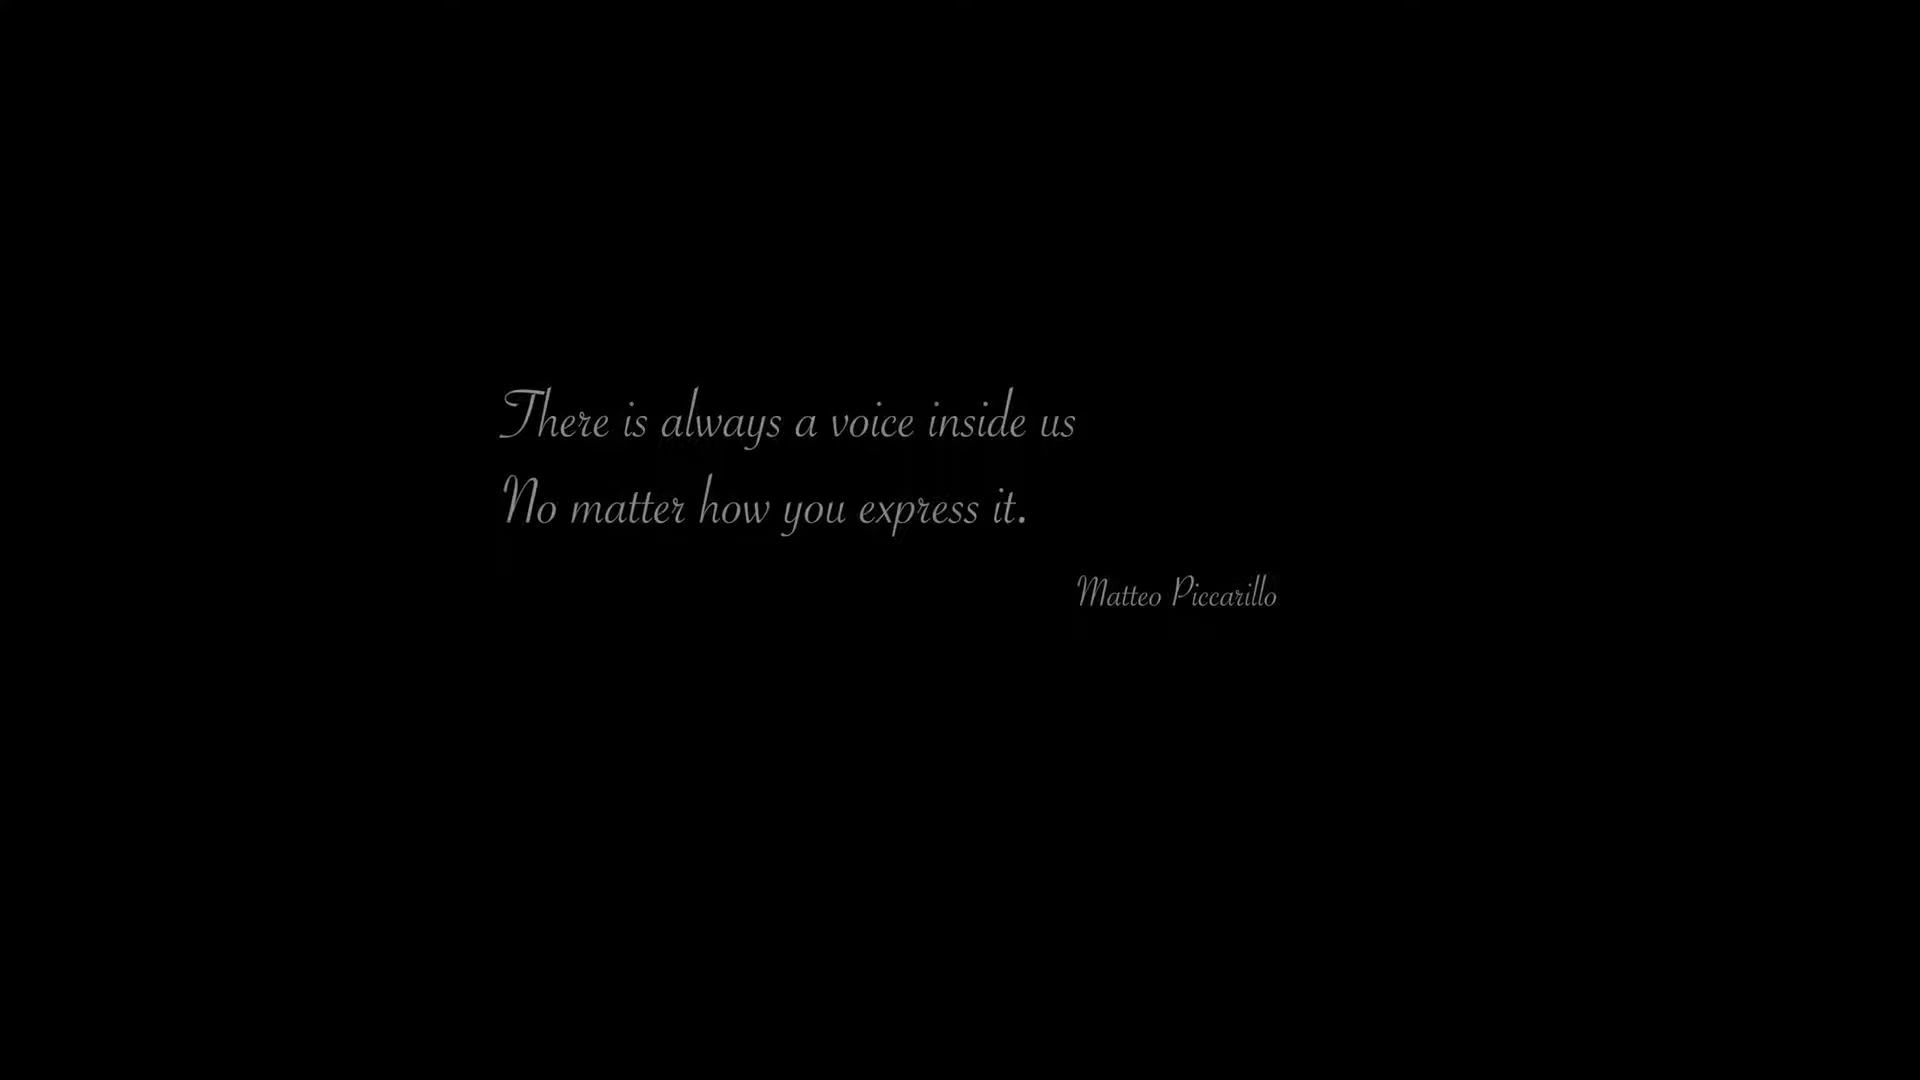 There is always a voice inside us
No matter how you express it.
Matteo Piccarillo